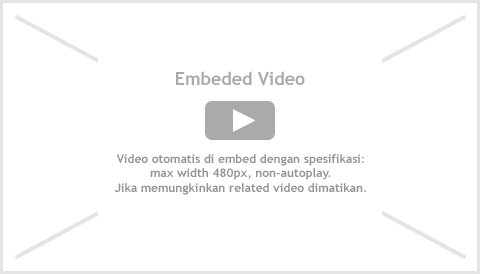 Embeded Video
Video otomatis di embed dengan spesifikasi:
max width 480px, non-autoplay.
Jika memungkinkan related video dimatikan.